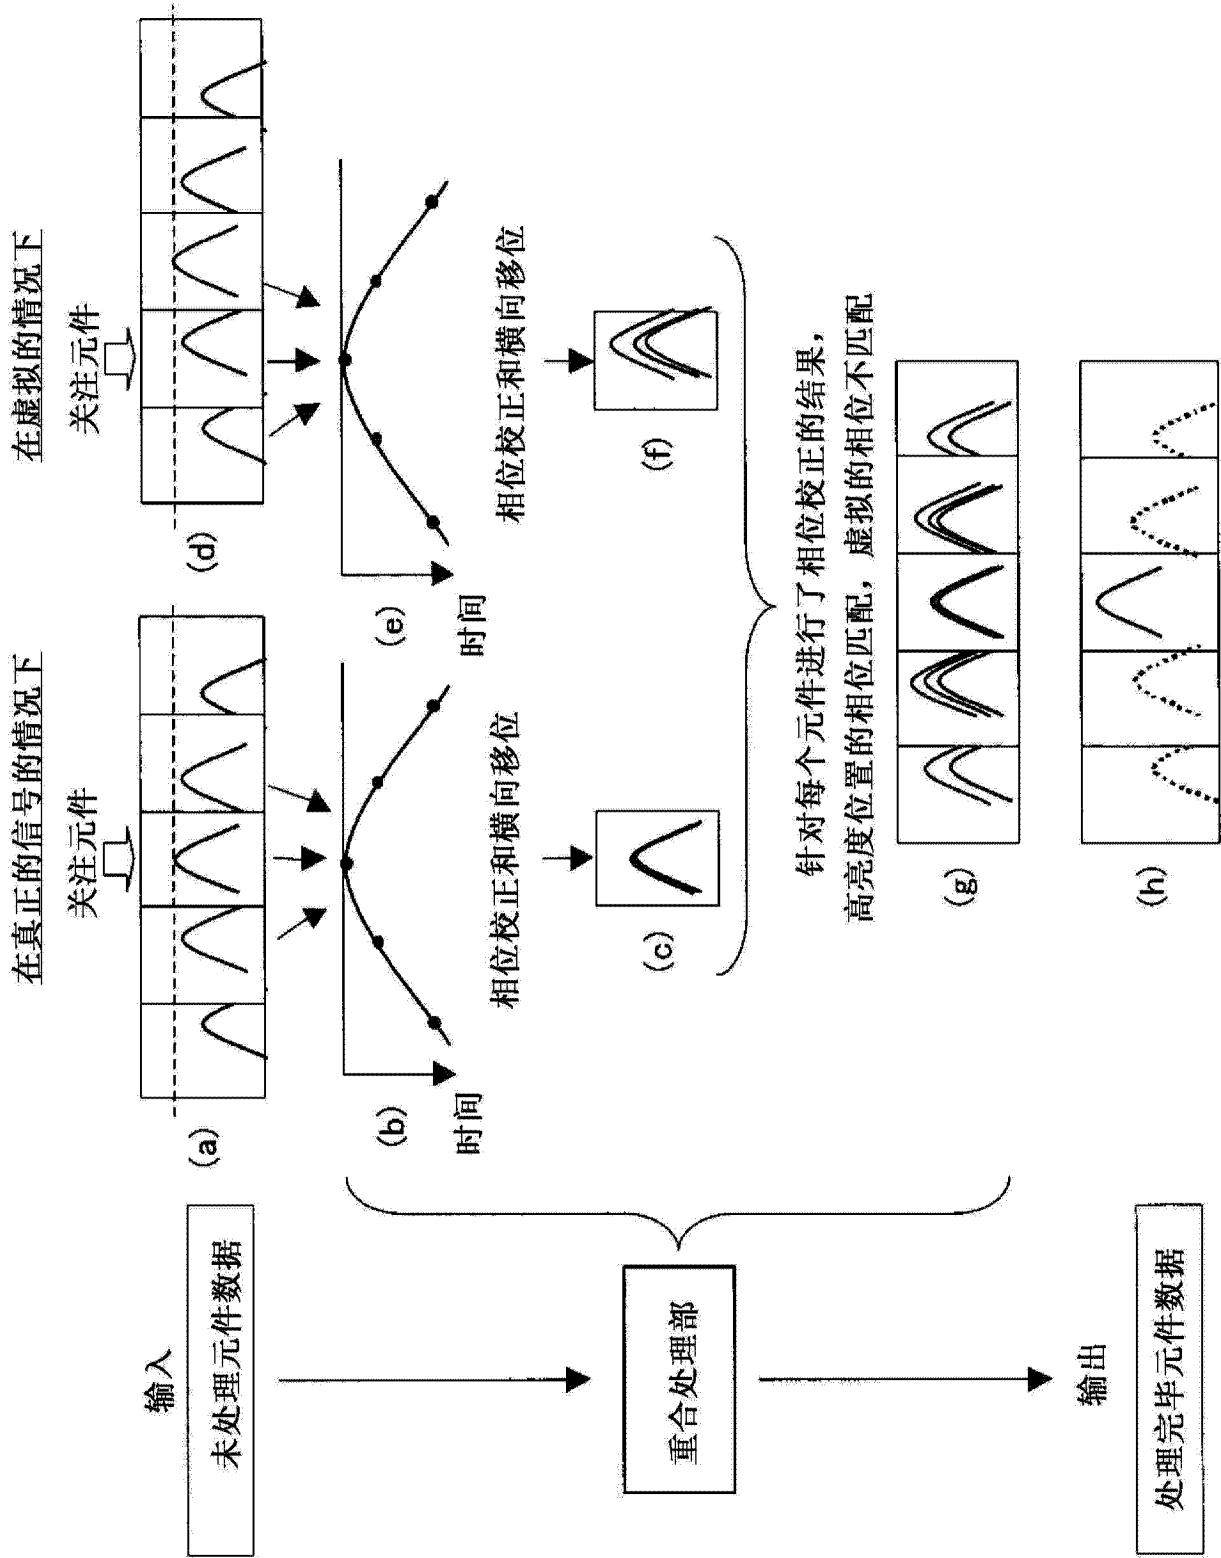 输入
未处理元件数据
重合处理部
输出
处理完毕元件数据
在真正的信号的情况下
关注元件
(a)
(b)
时间
相位校正和横向移位
(c)
在虚拟的情况下
关注元件
(d)
(e)
时间
相位校正和横向移位
(f)
针对每个元件进行了相位校正的结果，
高亮度位置的相位匹配，虚拟的相位不匹配
(g)
(h)